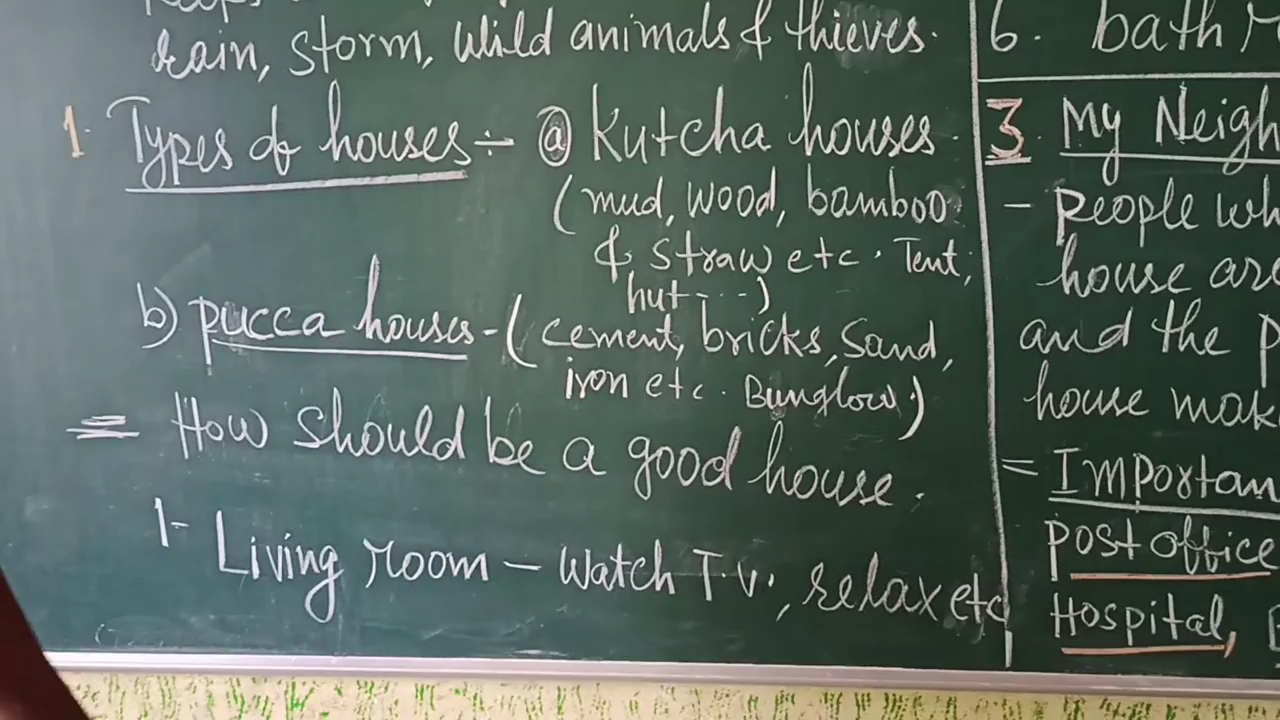 rain, storm, wild animals & thieves.
1. Types of houses ÷ @ Kutcha houses.
(mud, wood, bamboo
& straw etc. Tent,
hut ---)
b) pucca houses - (cement, bricks, sand,
iron etc. Bunglow.)
= How should be a good house.
1- Living room - Watch T.V., relax etc
6. bath r
3. My Neigh
- people wh
house are
and the p
house mak
= Importan
post office
Hospital,